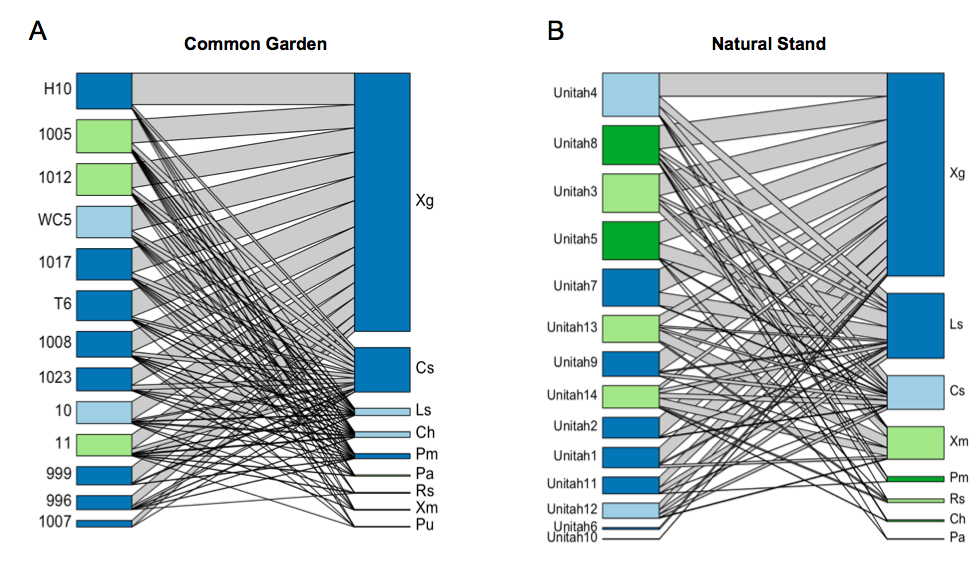 A
Common Garden
H10
1005
1012
WC5
1017
T6
1008
1023
10
11
999
996
1007
Xg
Cs
Ls
Ch
Pm
Pa
Rs
Xm
Pu
B
Natural Stand
Unitah4
Unitah8
Unitah3
Unitah5
Unitah7
Unitah13
Unitah9
Unitah14
Unitah2
Unitah1
Unitah11
Unitah12
Unitah6
Unitah10
Xg
Ls
Cs
Xm
Pm
Rs
Ch
Pa